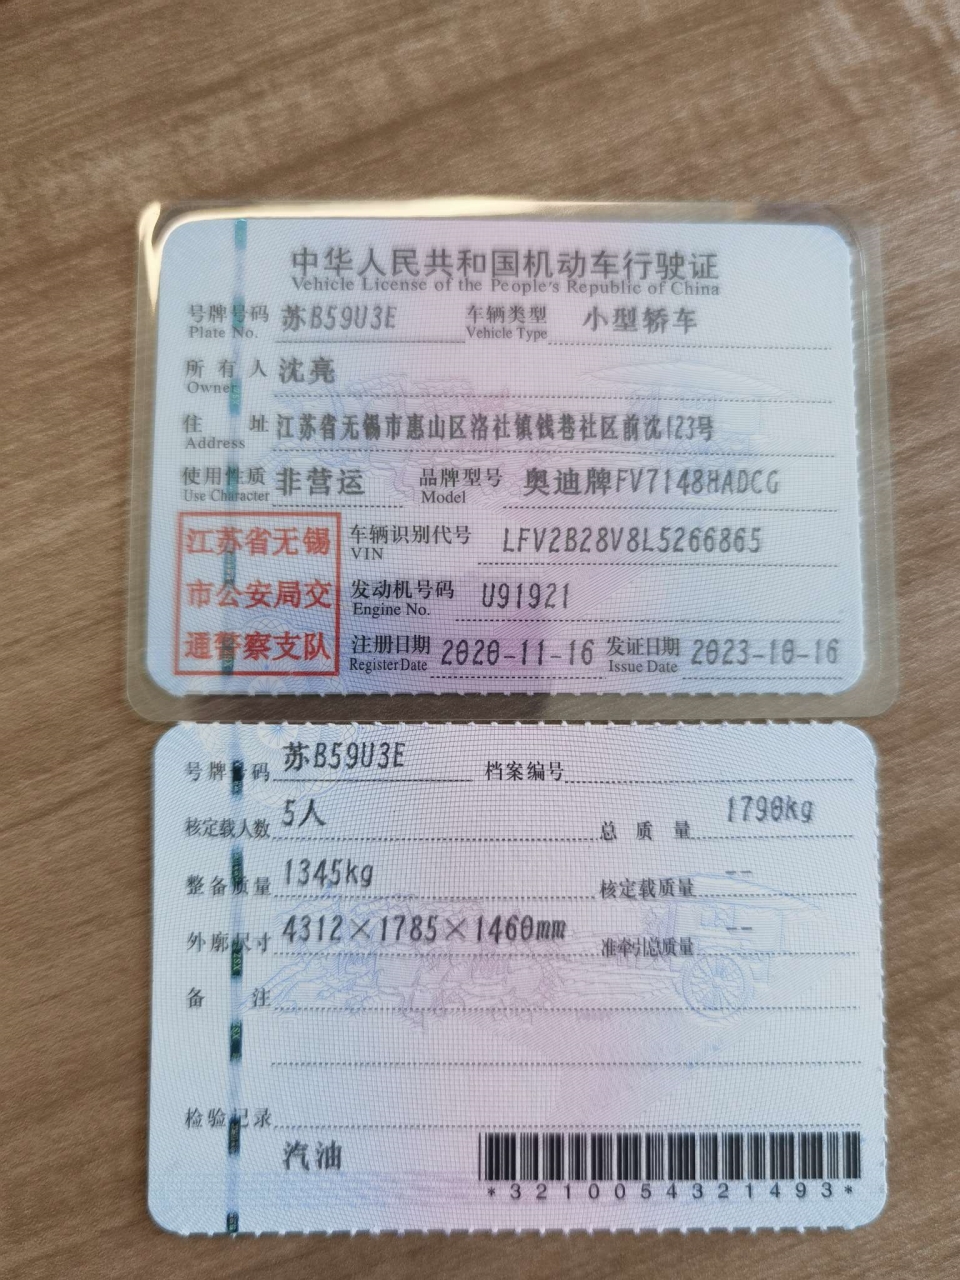 中华人民共和国机动车行驶证
Vehicle License of the People's Republic of China
号牌号码 苏B59U3E 车辆类型 小型轿车
Plate No. Vehicle Type
所有人 沈亮
Owner
住址 江苏省无锡市惠山区洛社镇钱巷社区前沈123号
Address
使用性质 非营运 品牌型号 奥迪牌FV7148HADCG
Use Character Model
江苏省无锡
市公安局交
通警察支队
车辆识别代号 LFV2B28V8L5266865
VIN
发动机号码 U91921
Engine No.
注册日期 2020-11-16 发证日期 2023-10-16
Register Date Issue Date
号牌号码 苏B59U3E 档案编号
核定载人数 5人 总质量 1790kg
整备质量 1345kg 核定载质量 --
外廓尺寸 4312×1785×1460mm 准牵引总质量 --
备注
检验记录
汽油
*3210054321493*